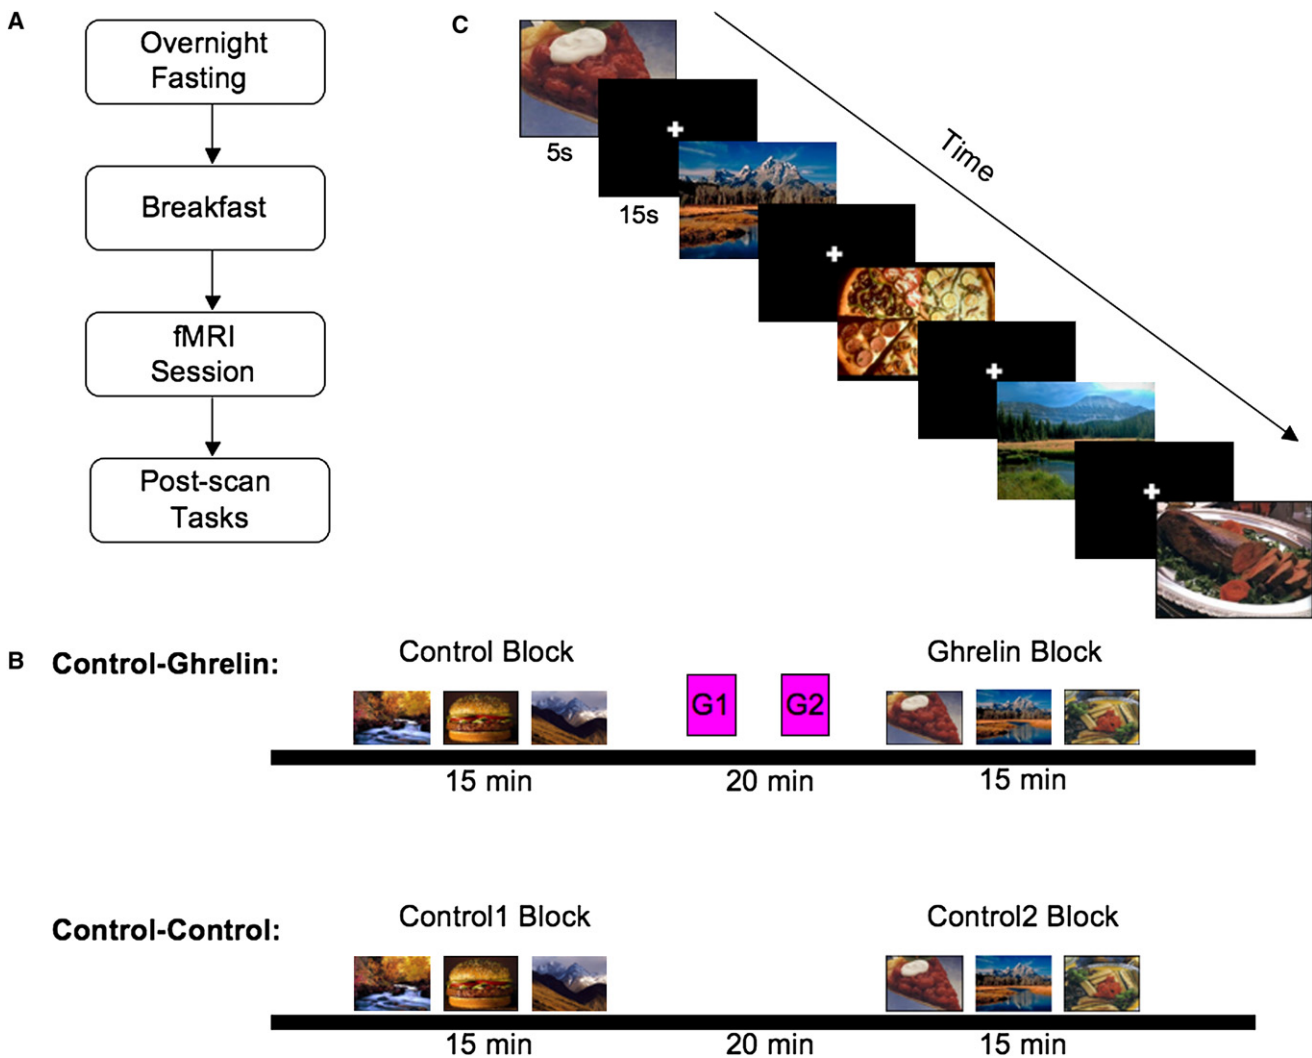 A
Overnight
Fasting
Breakfast
fMRI
Session
Post-scan
Tasks
C
5s
15s
Time
B
Control-Ghrelin:
Control Block
G1
G2
Ghrelin Block
15 min
20 min
15 min
Control-Control:
Control1 Block
Control2 Block
15 min
20 min
15 min